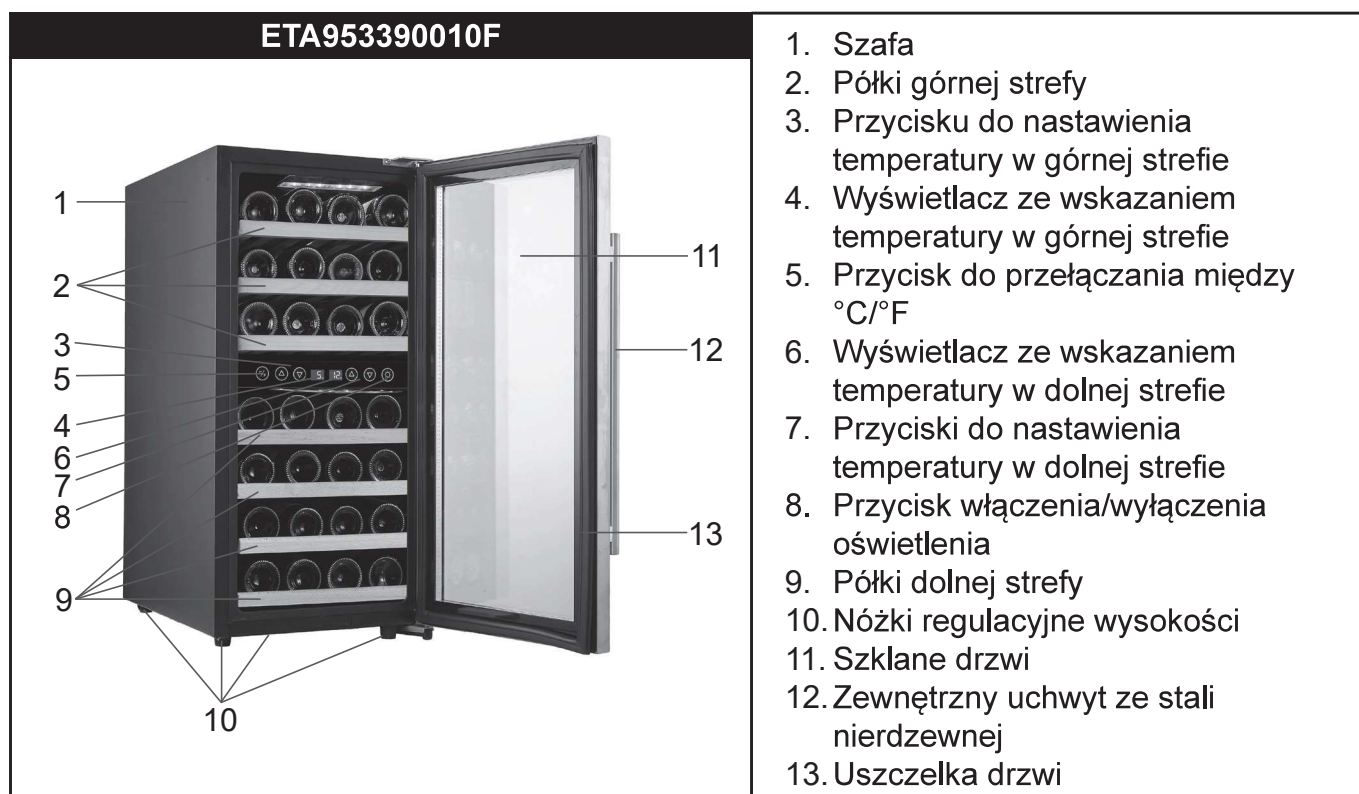 ETA953390010F
1
2
3
5
4
6
7
8
9
10
11
12
13
5
12
1. Szafa
2. Półki górnej strefy
3. Przycisku do nastawienia
temperatury w górnej strefie
4. Wyświetlacz ze wskazaniem
temperatury w górnej strefie
5. Przycisk do przełączania między
°C/°F
6. Wyświetlacz ze wskazaniem
temperatury w dolnej strefie
7. Przyciski do nastawienia
temperatury w dolnej strefie
8. Przycisk włączenia/wyłączenia
oświetlenia
9. Półki dolnej strefy
10. Nóżki regulacyjne wysokości
11. Szklane drzwi
12. Zewnętrzny uchwyt ze stali
nierdzewnej
13. Uszczelka drzwi